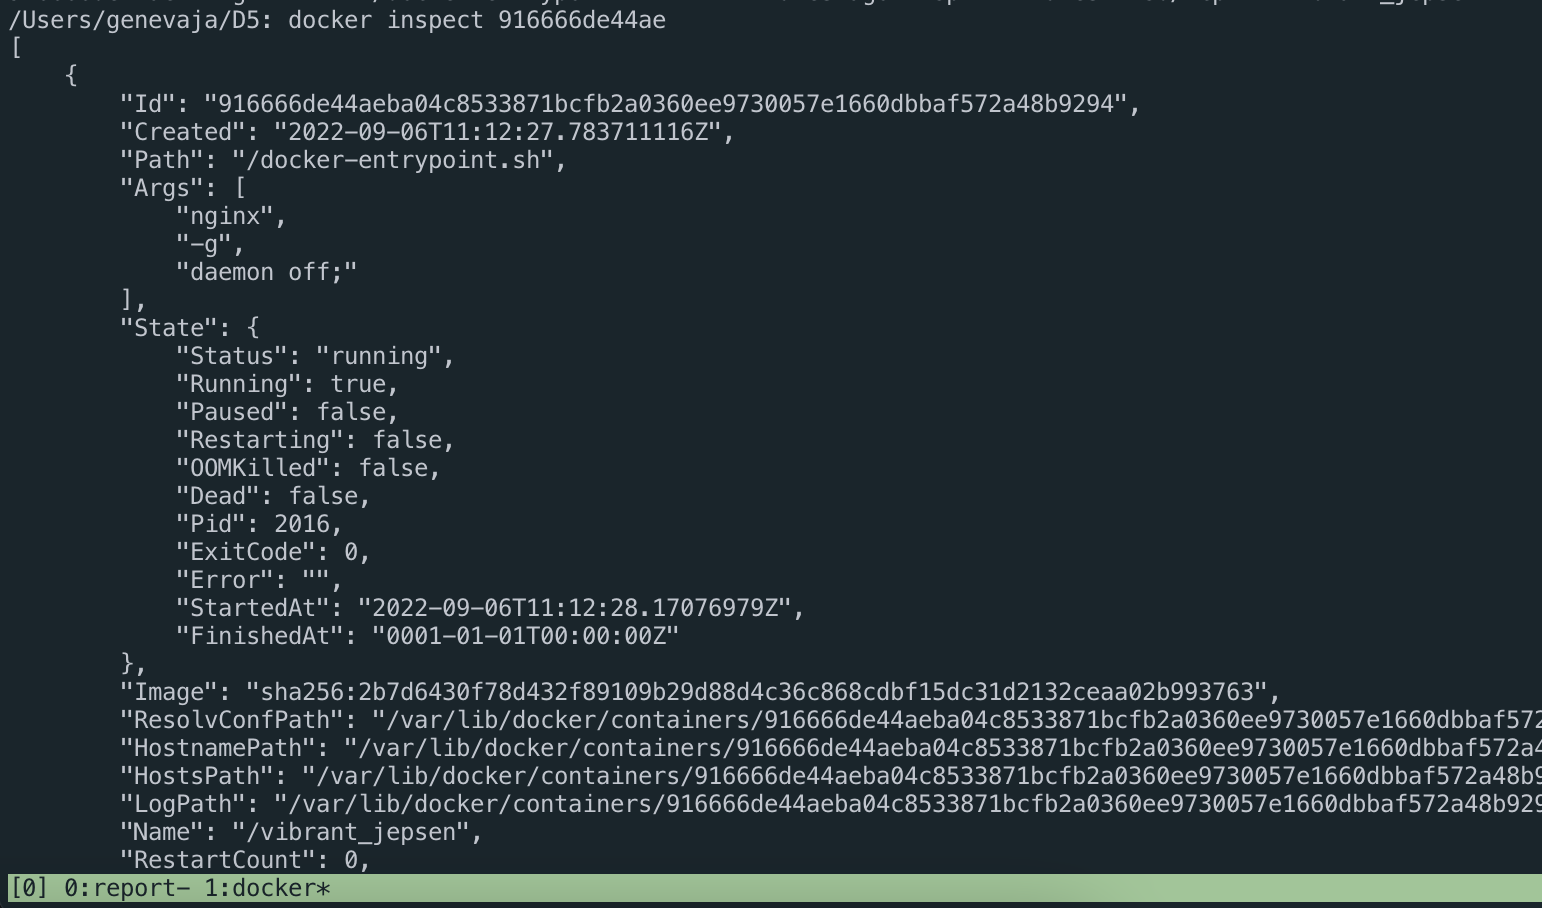 /Users/genevaja/D5: docker inspect 916666de44ae
[
    {
        "Id": "916666de44aeba04c8533871bcfb2a0360ee9730057e1660dbbaf572a48b9294",
        "Created": "2022-09-06T11:12:27.783711116Z",
        "Path": "/docker-entrypoint.sh",
        "Args": [
            "nginx",
            "-g",
            "daemon off;"
        ],
        "State": {
            "Status": "running",
            "Running": true,
            "Paused": false,
            "Restarting": false,
            "OOMKilled": false,
            "Dead": false,
            "Pid": 2016,
            "ExitCode": 0,
            "Error": "",
            "StartedAt": "2022-09-06T11:12:28.17076979Z",
            "FinishedAt": "0001-01-01T00:00:00Z"
        },
        "Image": "sha256:2b7d6430f78d432f89109b29d88d4c36c868cdbf15dc31d2132ceaa02b993763",
        "ResolvConfPath": "/var/lib/docker/containers/916666de44aeba04c8533871bcfb2a0360ee9730057e1660dbbaf572
        "HostnamePath": "/var/lib/docker/containers/916666de44aeba04c8533871bcfb2a0360ee9730057e1660dbbaf572a4
        "HostsPath": "/var/lib/docker/containers/916666de44aeba04c8533871bcfb2a0360ee9730057e1660dbbaf572a48b9
        "LogPath": "/var/lib/docker/containers/916666de44aeba04c8533871bcfb2a0360ee9730057e1660dbbaf572a48b929
        "Name": "/vibrant_jepsen",
        "RestartCount": 0,
[0] 0:report- 1:docker*